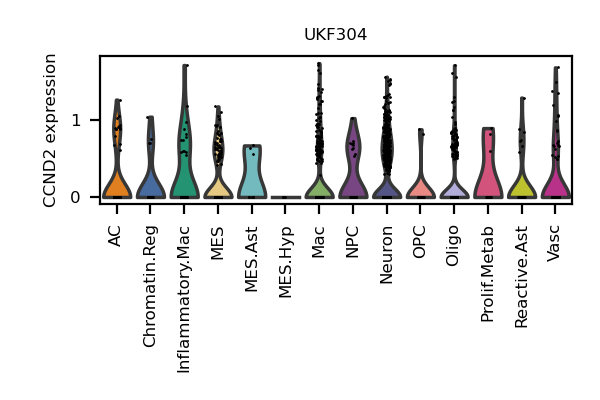 UKF304
CCND2 expression
1
0
AC
Chromatin.Reg
Inflammatory.Mac
MES
MES.Ast
MES.Hyp
Mac
NPC
Neuron
OPC
Oligo
Prolif.Metab
Reactive.Ast
Vasc